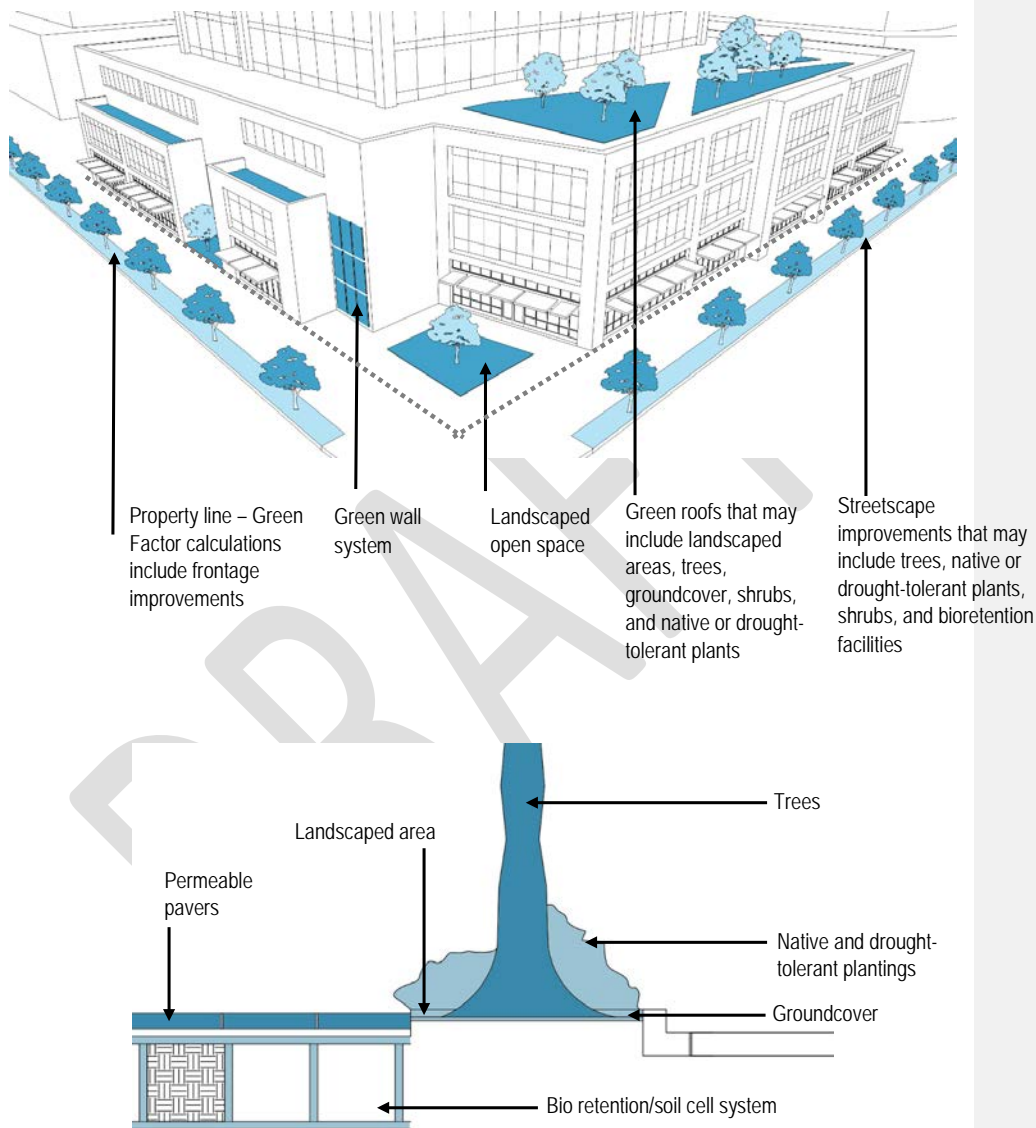 Property line – Green
Factor calculations
include frontage
improvements
Green wall
system
Landscaped
open space
Green roofs that may
include landscaped
areas, trees,
groundcover, shrubs,
and native or drought-
tolerant plants
Streetscape
improvements that may
include trees, native or
drought-tolerant plants,
shrubs, and bioretention
facilities
DRAFT
Trees
Landscaped area
Permeable
pavers
Native and drought-
tolerant plantings
Groundcover
Bio retention/soil cell system